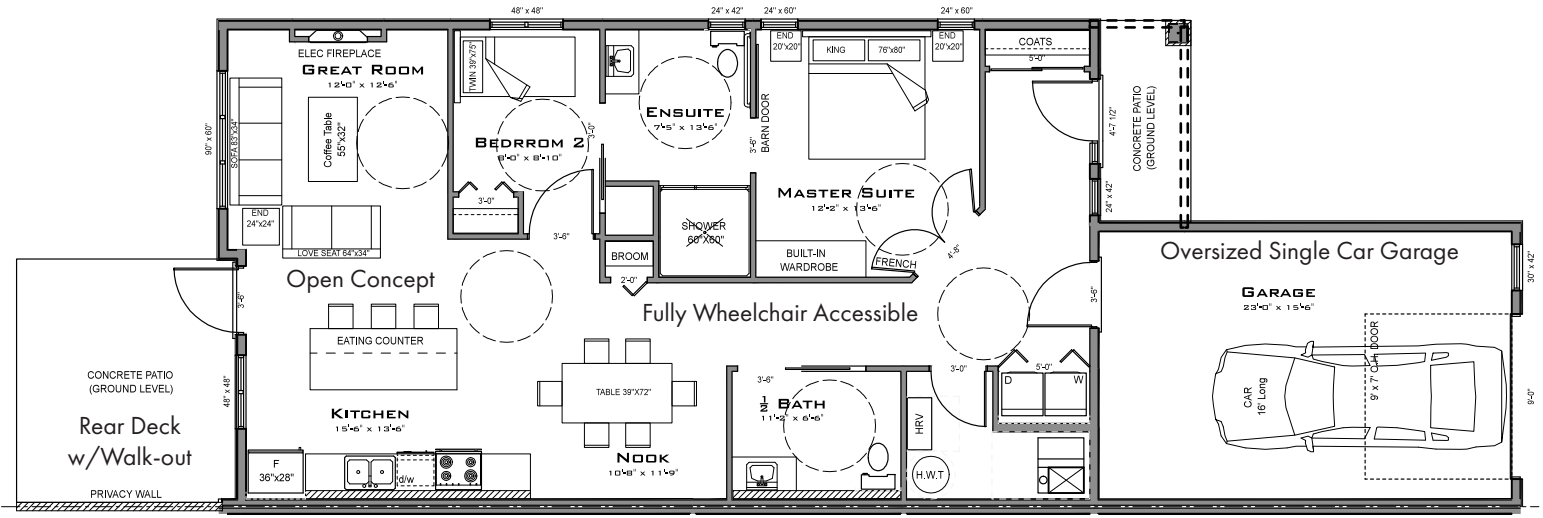 48" x 48"
24" x 42"
24" x 60"
24" x 60"
ELEC FIREPLACE
GREAT ROOM
12'-0" x 12'-6"
90" x 60"
SOFA 83"x34"
Coffee Table
55"x32"
END
24"x24"
LOVE SEAT 64"x34"
TWIN 39"x75"
BEDRROM 2
8'-0" x 8'-10"
3'-0"
3'-0"
3'-6"
ENSUITE
7'-5" x 13'-6"
3'-6"
BARN DOOR
SHOWER
60"X60"
BROOM
2'-0"
END
20"x20"
KING
76"x80"
END
20"x20"
MASTER SUITE
12'-2" x 13'-6"
BUILT-IN
WARDROBE
FRENCH
4'-8"
COATS
5'-0"
4'-7 1/2"
24" x 42"
CONCRETE PATIO
(GROUND LEVEL)
Open Concept
Fully Wheelchair Accessible
3'-6"
3'-6"
EATING COUNTER
48" x 48"
KITCHEN
15'-6" x 13'-6"
F
36"x28"
d/w
TABLE 39"X72"
NOOK
10'-8" x 11'-9"
3'-6"
½ BATH
11'-2" x 6'-6"
3'-0"
HRV
H.W.T
5'-0"
D
W
CONCRETE PATIO
(GROUND LEVEL)
Rear Deck
w/Walk-out
PRIVACY WALL
Oversized Single Car Garage
GARAGE
23'-0" x 15'-6"
30" x 42"
CAR
16' Long
9' x 7' O.H. DOOR
9'-0"